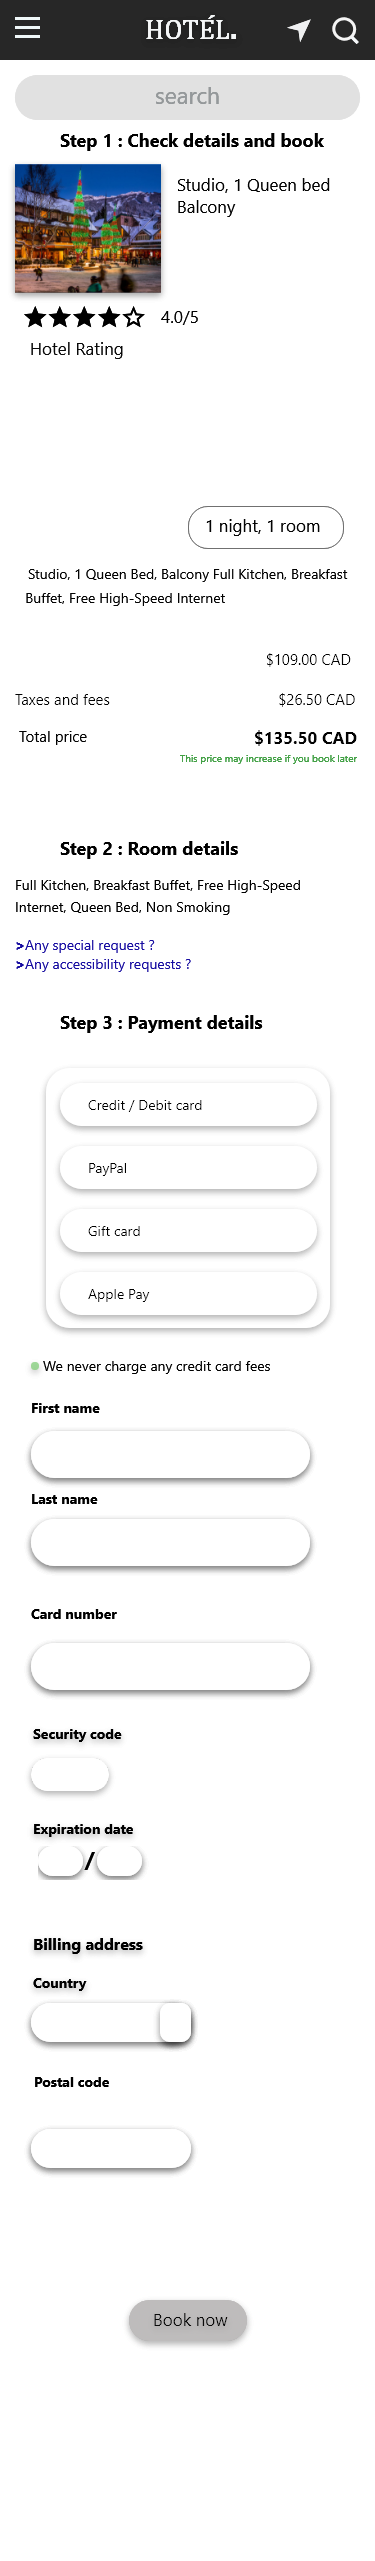 HOTÉL.
search
Step 1 : Check details and book
Studio, 1 Queen bed
Balcony
4.0/5
Hotel Rating
1 night, 1 room
Studio, 1 Queen Bed, Balcony Full Kitchen, Breakfast
Buffet, Free High-Speed Internet
$109.00 CAD
Taxes and fees $26.50 CAD
Total price $135.50 CAD
This price may increase if you book later
Step 2 : Room details
Full Kitchen, Breakfast Buffet, Free High-Speed
Internet, Queen Bed, Non Smoking
>Any special request ?
>Any accessibility requests ?
Step 3 : Payment details
Credit / Debit card
PayPal
Gift card
Apple Pay
We never charge any credit card fees
First name
Last name
Card number
Security code
Expiration date
/
Billing address
Country
Postal code
Book now